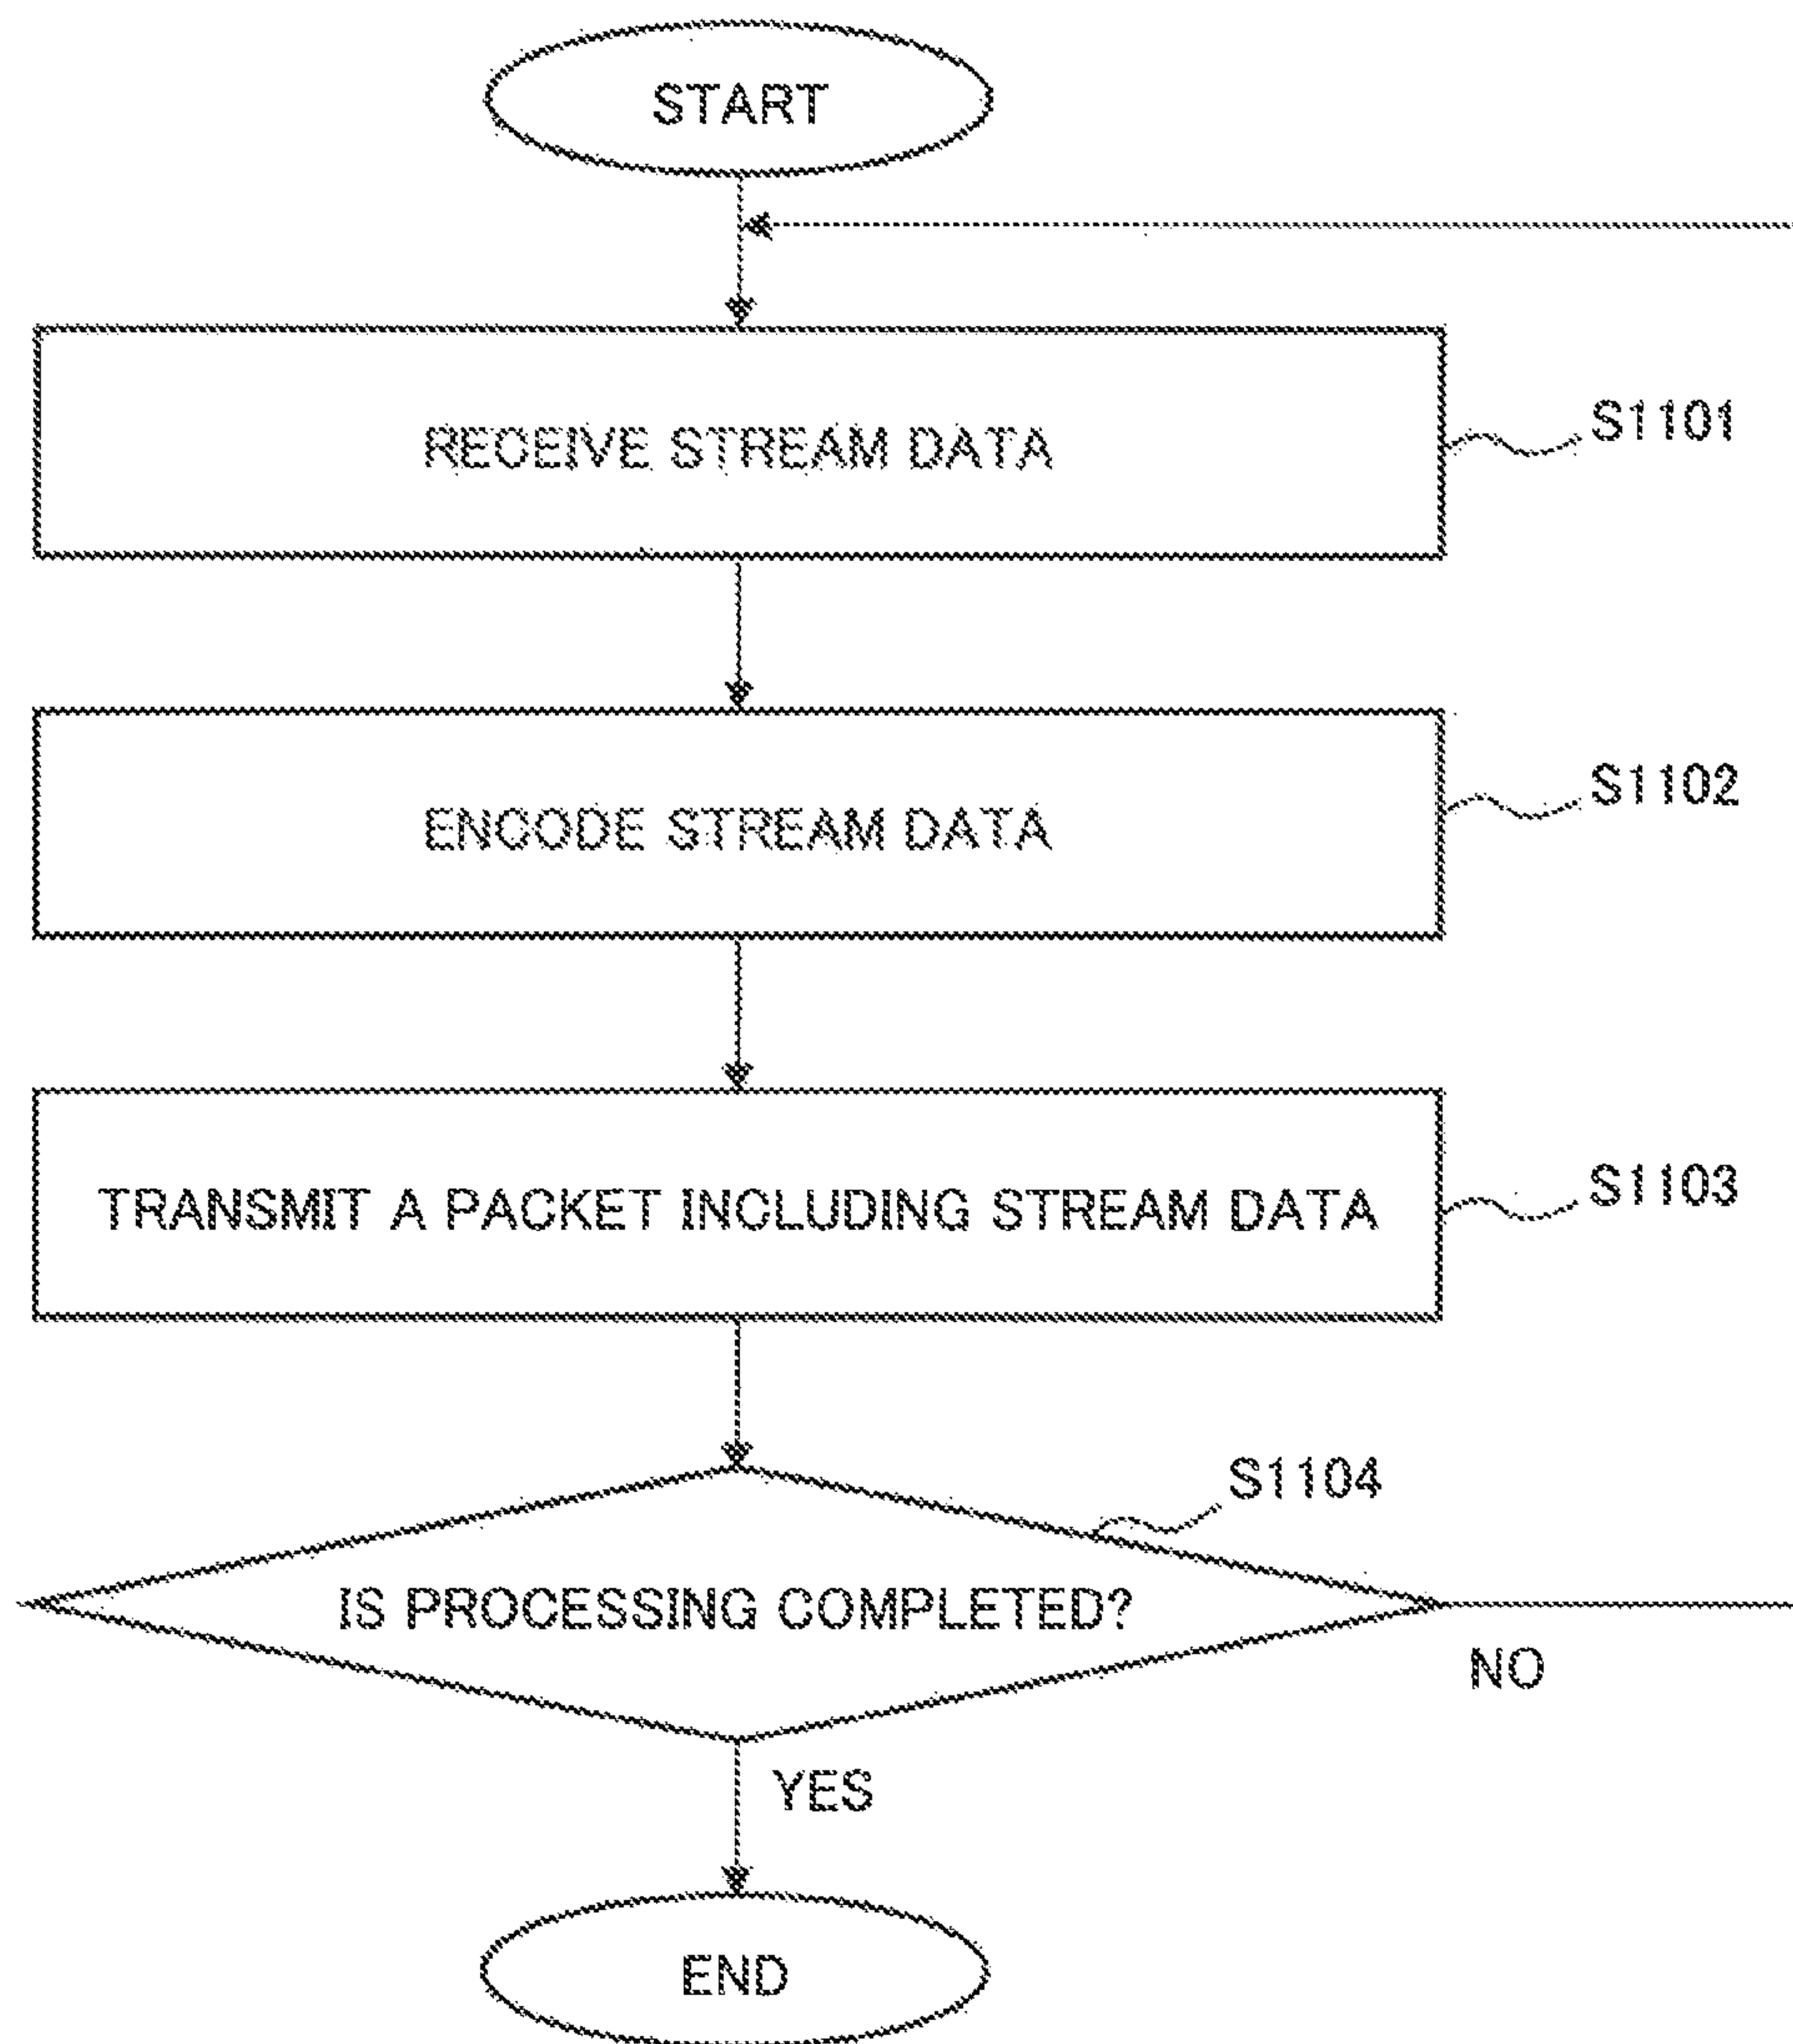 START
RECEIVE STREAM DATA
S1101
ENCODE STREAM DATA
S1102
TRANSMIT A PACKET INCLUDING STREAM DATA
S1103
S1104
IS PROCESSING COMPLETED?
NO
YES
END